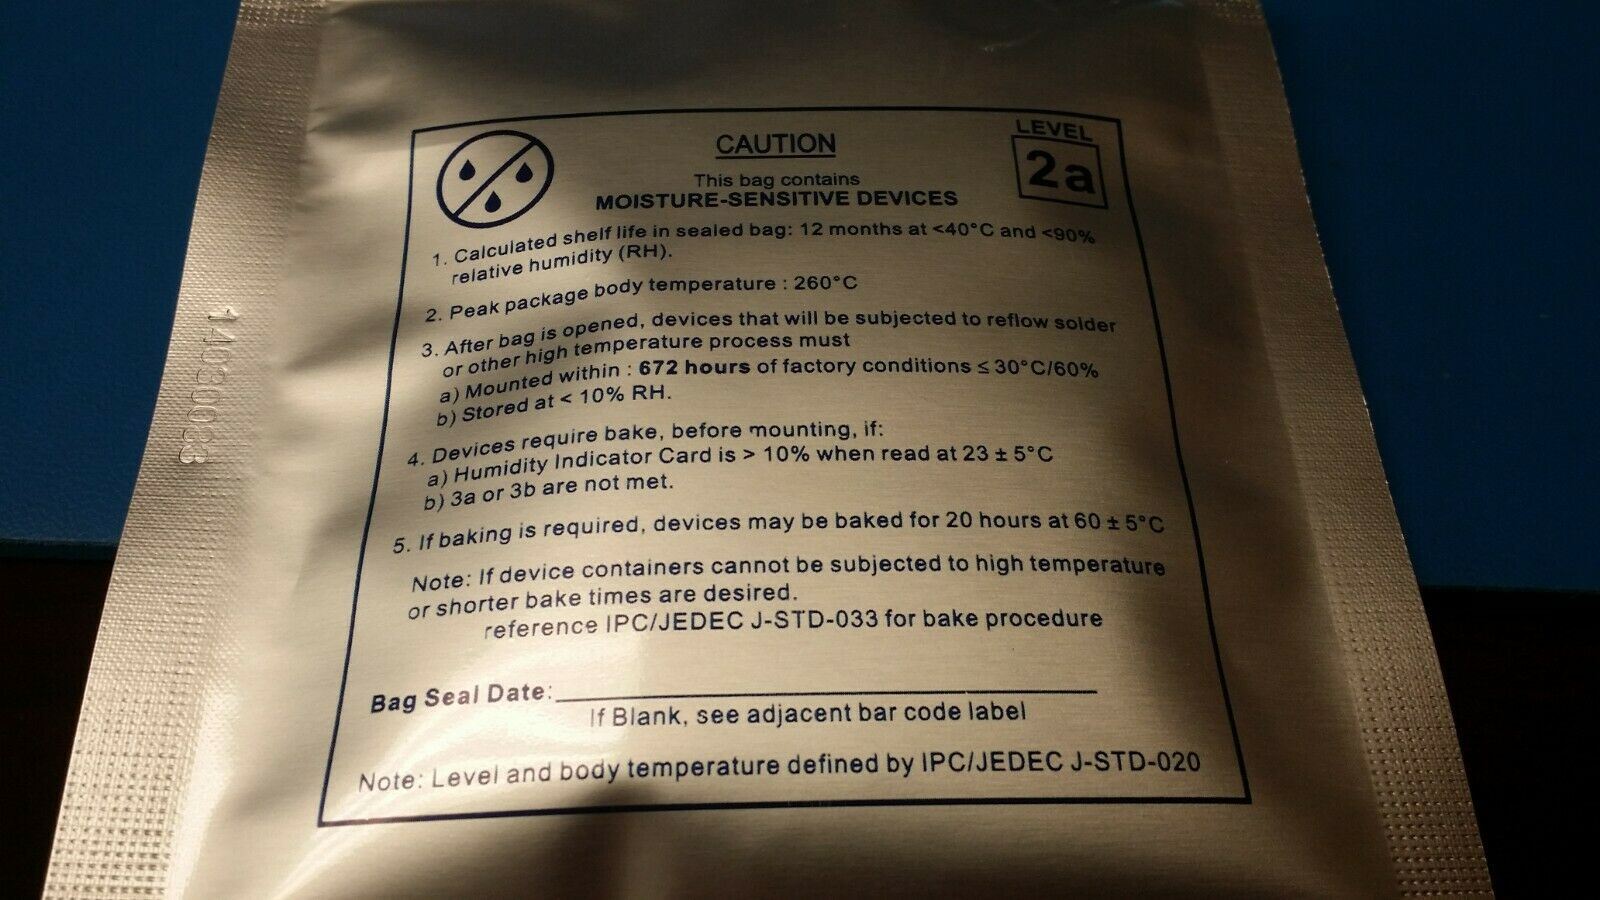 CAUTION
LEVEL
2a
This bag contains
MOISTURE-SENSITIVE DEVICES
1. Calculated shelf life in sealed bag: 12 months at <40°C and <90%
relative humidity (RH).
2. Peak package body temperature : 260°C
3. After bag is opened, devices that will be subjected to reflow solder
or other high temperature process must
a) Mounted within : 672 hours of factory conditions ≤ 30°C/60%
b) Stored at < 10% RH.
4. Devices require bake, before mounting, if:
a) Humidity Indicator Card is > 10% when read at 23 ± 5°C
b) 3a or 3b are not met.
5. If baking is required, devices may be baked for 20 hours at 60 ± 5°C
Note: If device containers cannot be subjected to high temperature
or shorter bake times are desired.
reference IPC/JEDEC J-STD-033 for bake procedure
Bag Seal Date:
If Blank, see adjacent bar code label
Note: Level and body temperature defined by IPC/JEDEC J-STD-020